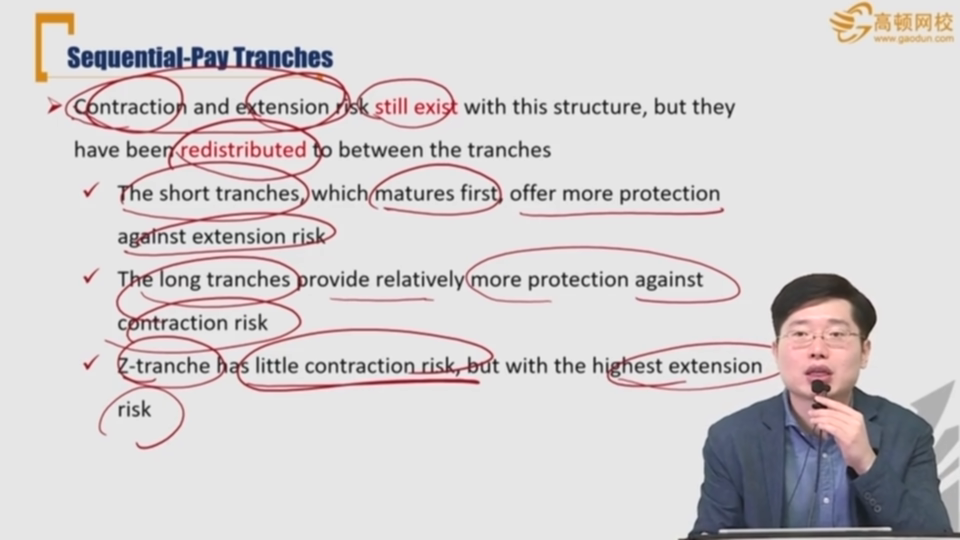 高顿网校
www.gaodun.com
Sequential-Pay Tranches
Contraction and extension risk still exist with this structure, but they
have been redistributed to between the tranches
The short tranches, which matures first, offer more protection
against extension risk
The long tranches provide relatively more protection against
contraction risk
Z-tranche has little contraction risk, but with the highest extension
risk